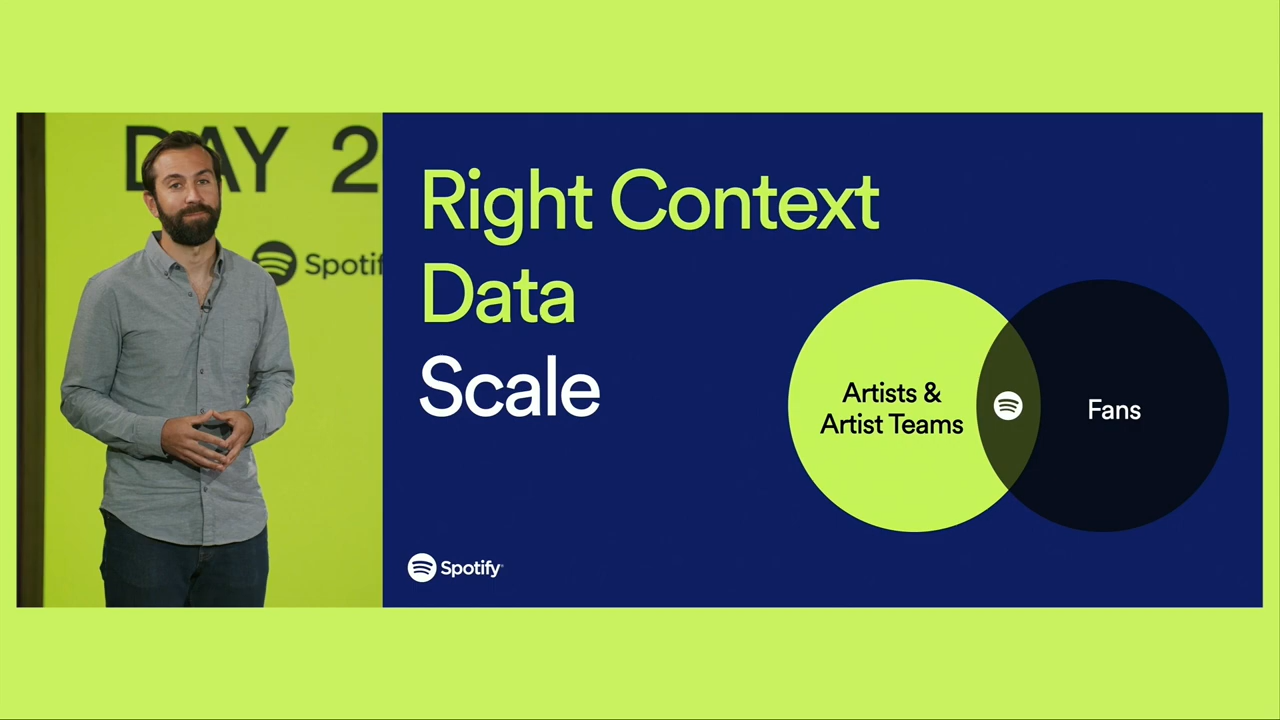 DAY 2
Spotif
Right Context
Data
Scale
Artists &
Artist Teams
Fans
Spotify